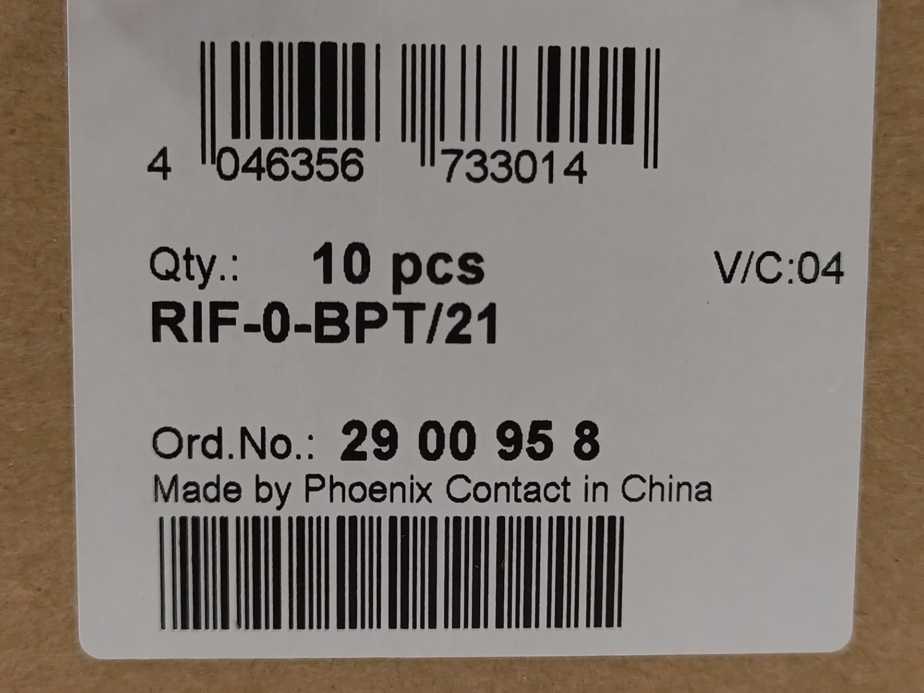 4 046356 733014
Qty.: 10 pcs V/C:04
RIF-0-BPT/21
Ord.No.: 29 00 95 8
Made by Phoenix Contact in China